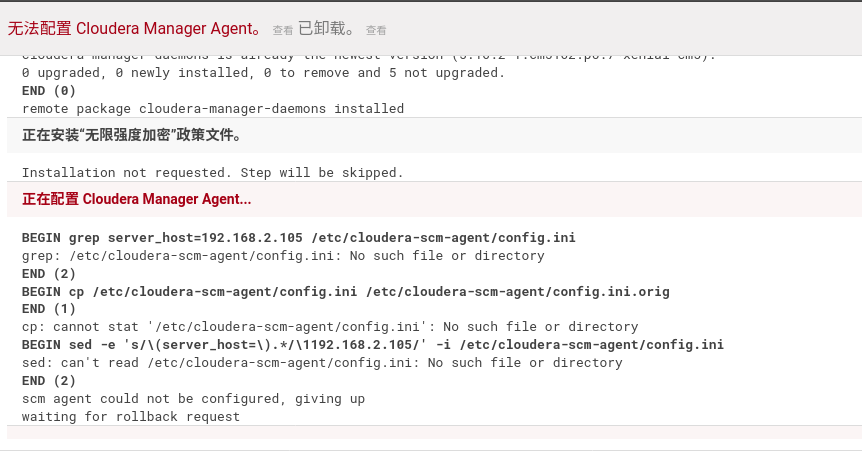 无法配置 Cloudera Manager Agent。 查看 已卸载。 查看
cloudera-manager-daemons is already the newest version
0 upgraded, 0 newly installed, 0 to remove and 5 not upgraded.
END (0)
remote package cloudera-manager-daemons installed
正在安装“无限强度加密”政策文件。
Installation not requested. Step will be skipped.
正在配置 Cloudera Manager Agent...
BEGIN grep server_host=192.168.2.105 /etc/cloudera-scm-agent/config.ini
grep: /etc/cloudera-scm-agent/config.ini: No such file or directory
END (2)
BEGIN cp /etc/cloudera-scm-agent/config.ini /etc/cloudera-scm-agent/config.ini.orig
END (1)
cp: cannot stat '/etc/cloudera-scm-agent/config.ini': No such file or directory
BEGIN sed -e 's/\(server_host=\).*/\1192.168.2.105/' -i /etc/cloudera-scm-agent/config.ini
sed: can't read /etc/cloudera-scm-agent/config.ini: No such file or directory
END (2)
scm agent could not be configured, giving up
waiting for rollback request